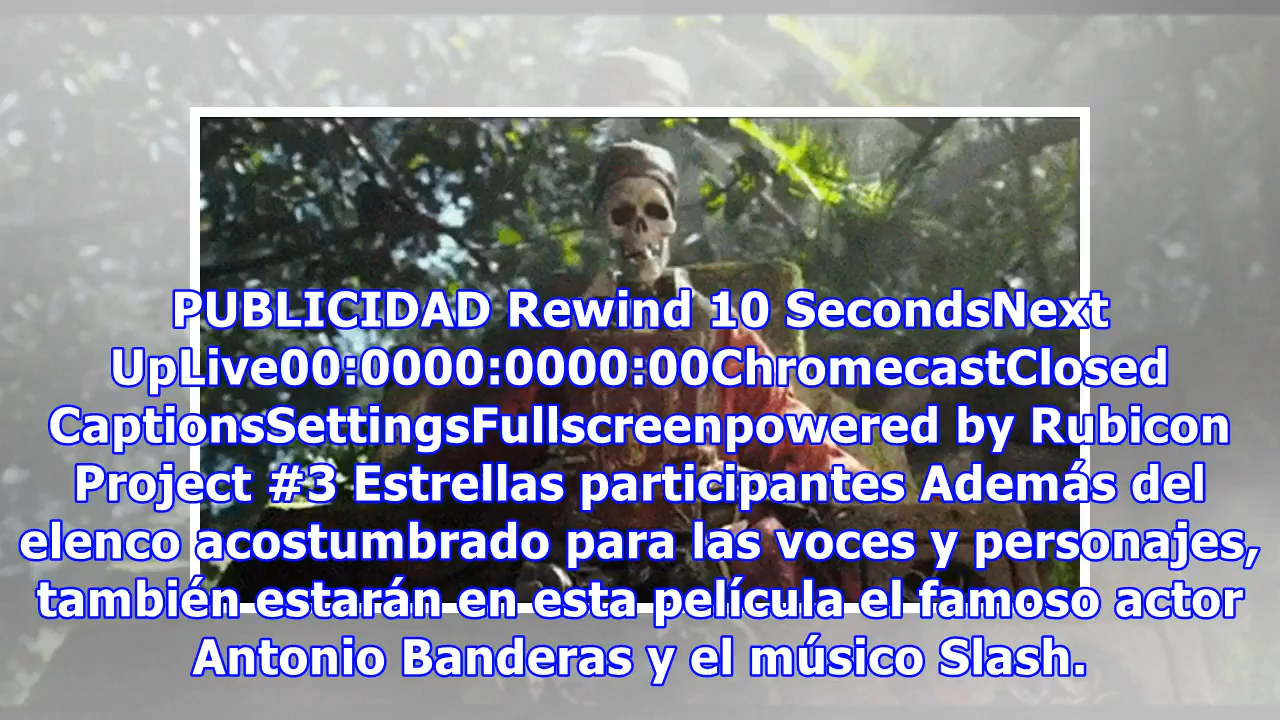 PUBLICIDAD Rewind 10 SecondsNext
UpLive00:0000:0000:00ChromecastClosed
CaptionsSettingsFullscreenpowered by Rubicon
Project #3 Estrellas participantes Además del
elenco acostumbrado para las voces y personajes,
también estarán en esta película el famoso actor
Antonio Banderas y el músico Slash.